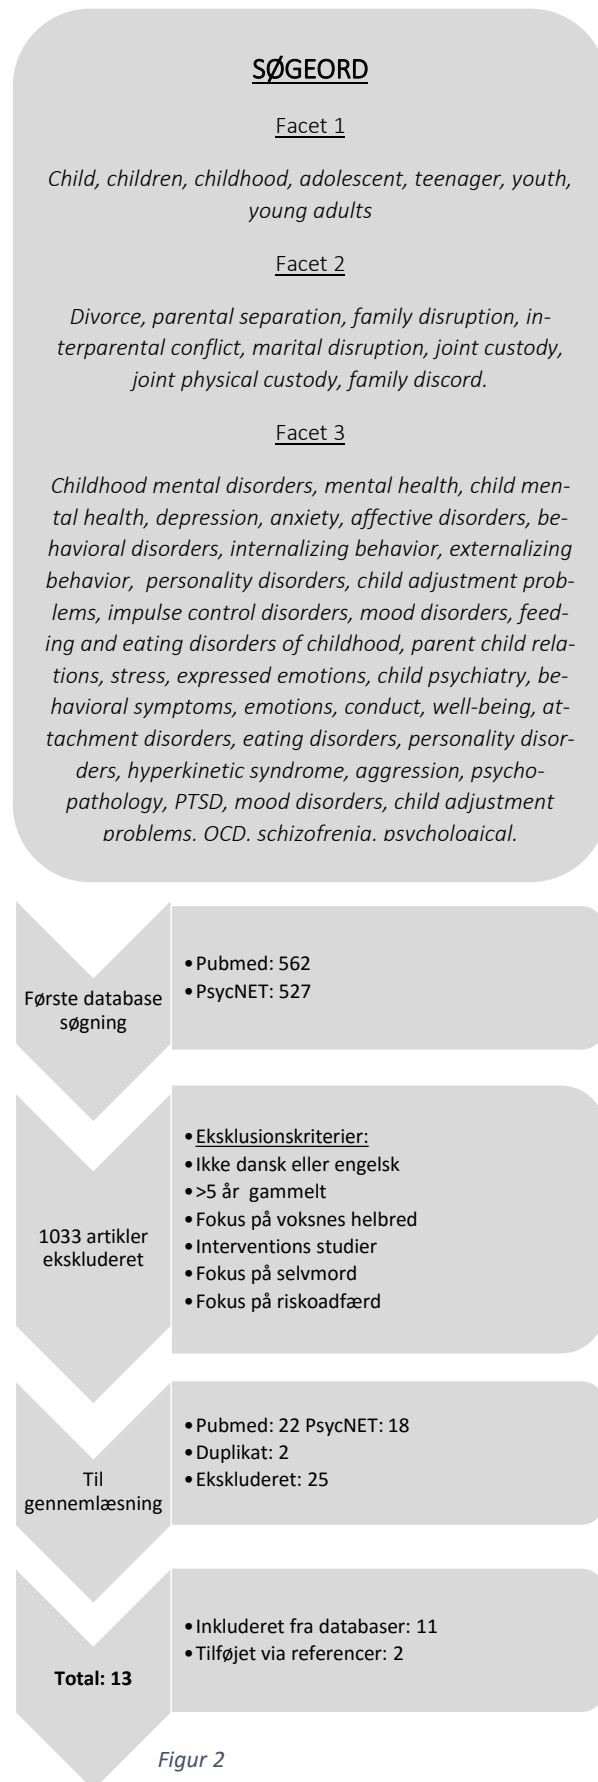 SØGEORD
Facet 1
Child, children, childhood, adolescent, teenager, youth,
young adults
Facet 2
Divorce, parental separation, family disruption, in-
terparental conflict, marital disruption, joint custody,
joint physical custody, family discord.
Facet 3
Childhood mental disorders, mental health, child men-
tal health, depression, anxiety, affective disorders, be-
havioral disorders, internalizing behavior, externalizing
behavior, personality disorders, child adjustment prob-
lems, impulse control disorders, mood disorders, feed-
ing and eating disorders of childhood, parent child rela-
tions, stress, expressed emotions, child psychiatry, be-
havioral symptoms, emotions, conduct, well-being, at-
tachment disorders, eating disorders, personality disor-
ders, hyperkinetic syndrome, aggression, psycho-
pathology, PTSD, mood disorders, child adjustment
problems, OCD, schizofrenia, psychological.
Første database
søgning
•Pubmed: 562
•PsycNET: 527
1033 artikler
ekskluderet
•Eksklusionskriterier:
•Ikke dansk eller engelsk
•>5 år gammelt
•Fokus på voksnes helbred
•Interventions studier
•Fokus på selvmord
•Fokus på risikoadfærd
Til
gennemlæsning
•Pubmed: 22 PsycNET: 18
•Duplikat: 2
•Ekskluderet: 25
Total: 13
•Inkluderet fra databaser: 11
•Tilføjet via referencer: 2
Figur 2